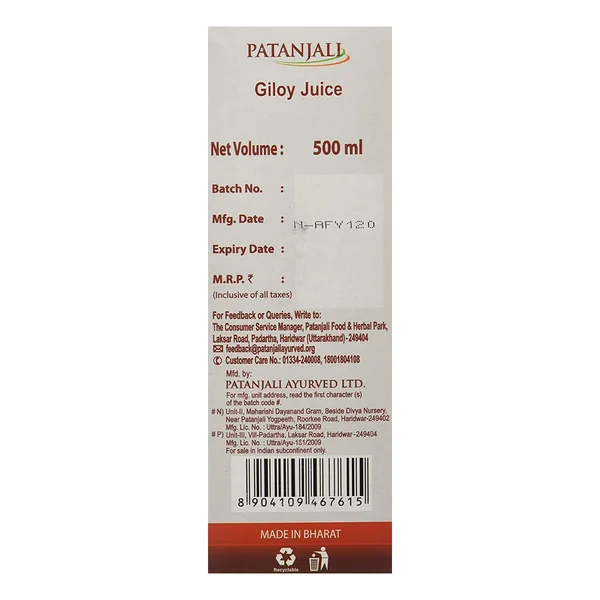 PATANJALI
Giloy Juice
Net Volume : 500 ml
Batch No. :
Mfg. Date : N-AFY120
Expiry Date :
M.R.P. ₹ :
(Inclusive of all taxes)
For Feedback or Queries, Write to:
The Consumer Service Manager, Patanjali Food & Herbal Park,
Laksar Road, Padartha, Haridwar (Uttarakhand)-249404
feedback@patanjaliayurved.org
Customer Care No.: 01334-240008, 18001804108
Mfd. by:
PATANJALI AYURVED LTD.
For mfg. unit address, read the first character (s)
of the batch code #.
# N) Unit-II, Maharishi Dayanand Gram, Beside Divya Nursery,
Near Patanjali Yogpeeth, Roorkee Road, Haridwar-249402
Mfg. Lic. No. : Uttra/Ayu-184/2009
# P) Unit-III, Vill-Padartha, Laksar Road, Haridwar-249404
Mfg. Lic. No. : Uttra/Ayu-181/2009
For sale in Indian subcontinent only.
8 904109 467615
MADE IN BHARAT
Recyclable